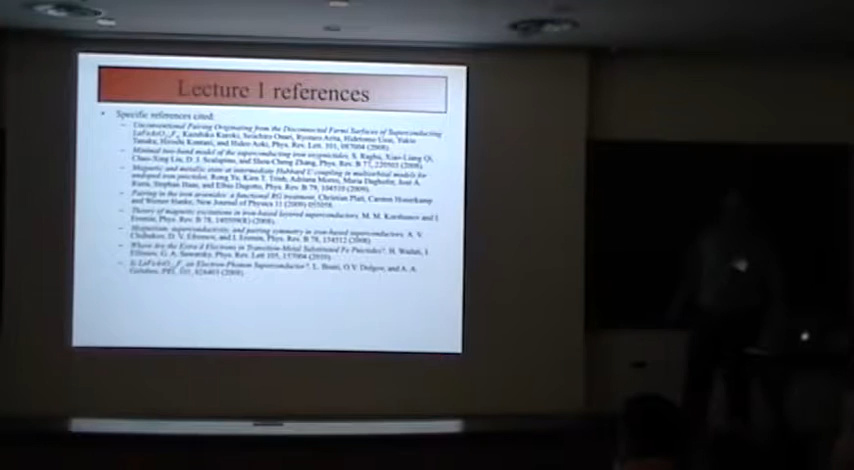 Lecture 1 references
• Specific references cited:
– Unconventional Pairing Originating from the Disconnected Fermi Surfaces of Superconducting
Kazuhiko Kuroki, Seiichiro Onari, Ryotaro Arita, Hidetomo Usui, Yukio
Tanaka, Hiroshi Kontani, and Hideo Aoki, Phys. Rev. Lett. 101, 087004 (2008)
– Minimal two-band model of the superconducting iron oxypnictides, S. Raghu, Xiao-Liang Qi,
Chao-Xing Liu, D. J. Scalapino, and Shou-Cheng Zhang, Phys. Rev. B 77, 220503 (2008)
– Magnetic and metallic state at intermediate Hubbard U coupling in multiorbital models for
undoped iron pnictides, Rong Yu, Kien T. Trinh, Adriana Moreo, Maria Daghofer, José A.
Riera, Stephan Haas, and Elbio Dagotto, Phys. Rev. B 79, 104510 (2009)
– Pairing in the iron arsenides: a functional RG treatment, Christian Platt, Carsten Honerkamp
and Werner Hanke, New Journal of Physics 11 (2009) 055058
– Theory of magnetic excitations in iron-based layered superconductors, M. M. Korshunov and I.
Eremin, Phys. Rev. B 78, 140509(R) (2008)
– Magnetism, superconductivity, and pairing symmetry in iron-based superconductors, A. V.
Chubukov, D. V. Efremov, and I. Eremin, Phys. Rev. B 78, 134512 (2008)
– Where Are the Extra d Electrons in Transition-Metal Substituted Fe Pnictides?, H. Wadati, I.
Elfimov, G. A. Sawatzky, Phys. Rev. Lett 105, 157004 (2010)
– an Electron-Phonon Superconductor?, L. Boeri, O.V. Dolgov, and A. A.
Golubov, PRL 101, 026403 (2008)